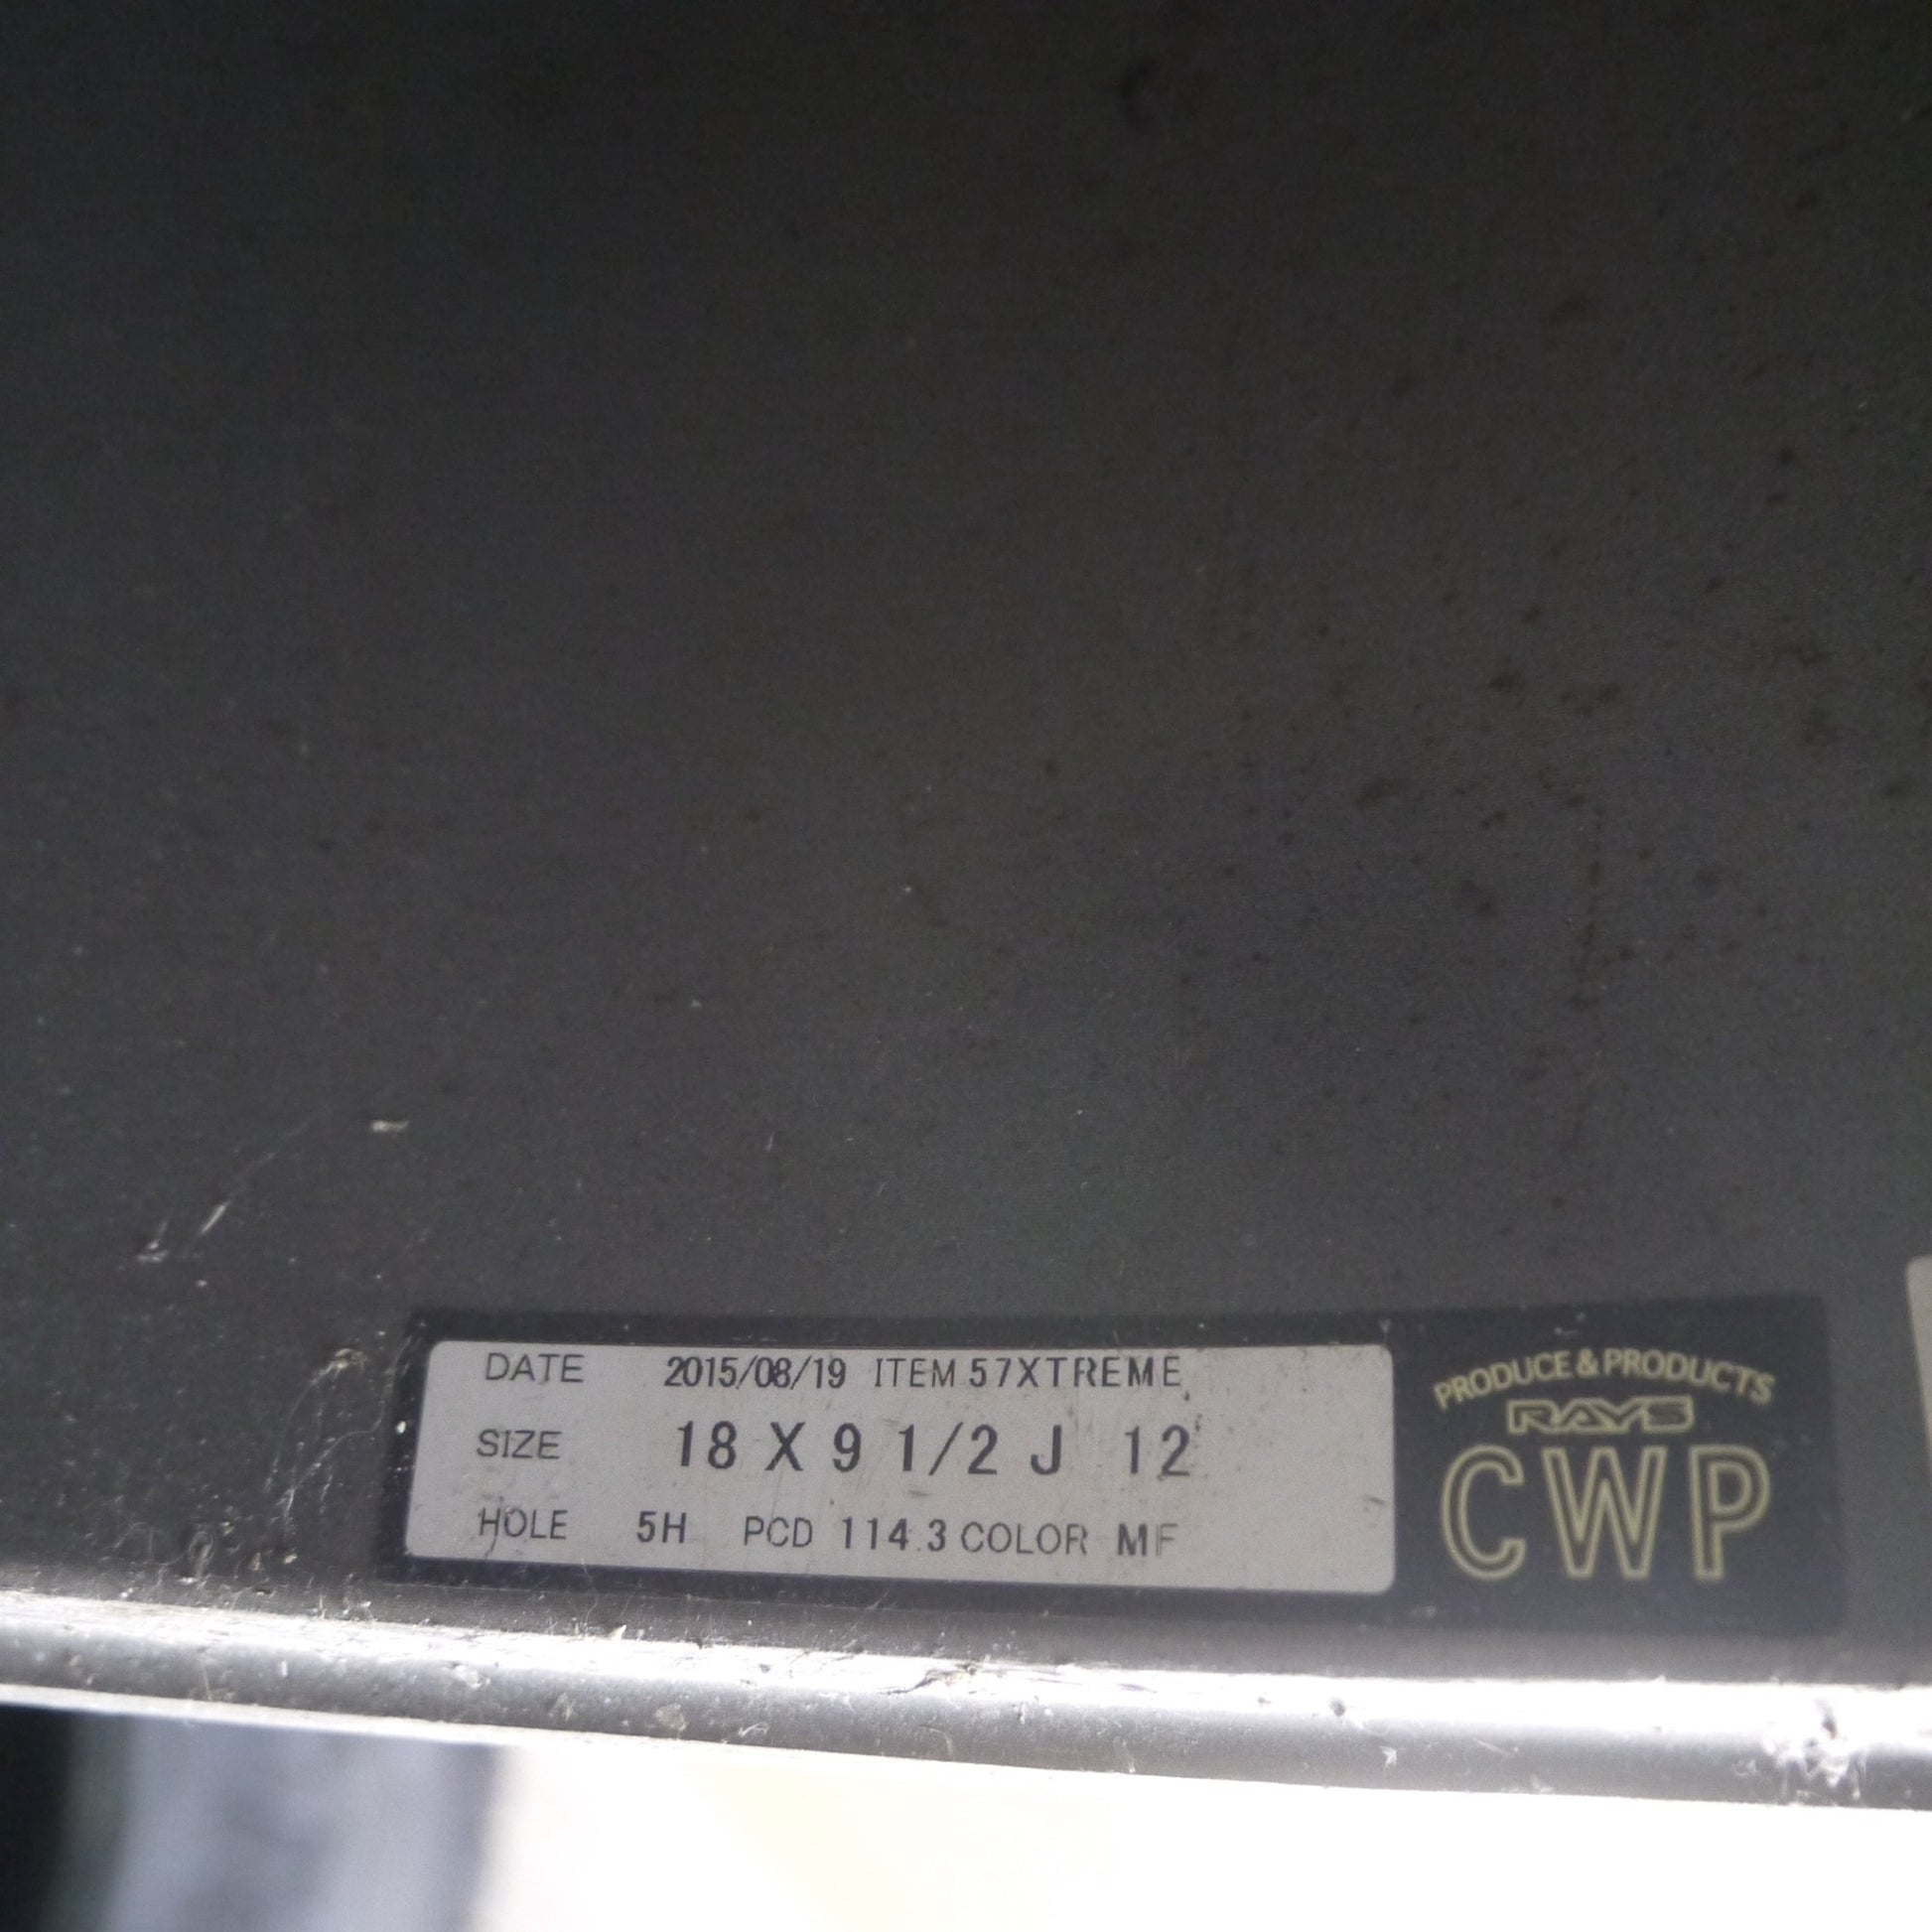 DATE 2015/08/19 ITEM 57XTREME
SIZE 18 X 9 1/2 J 12
HOLE 5H PCD 114.3 COLOR MF
PRODUCE & PRODUCTS
RAYS
CWP